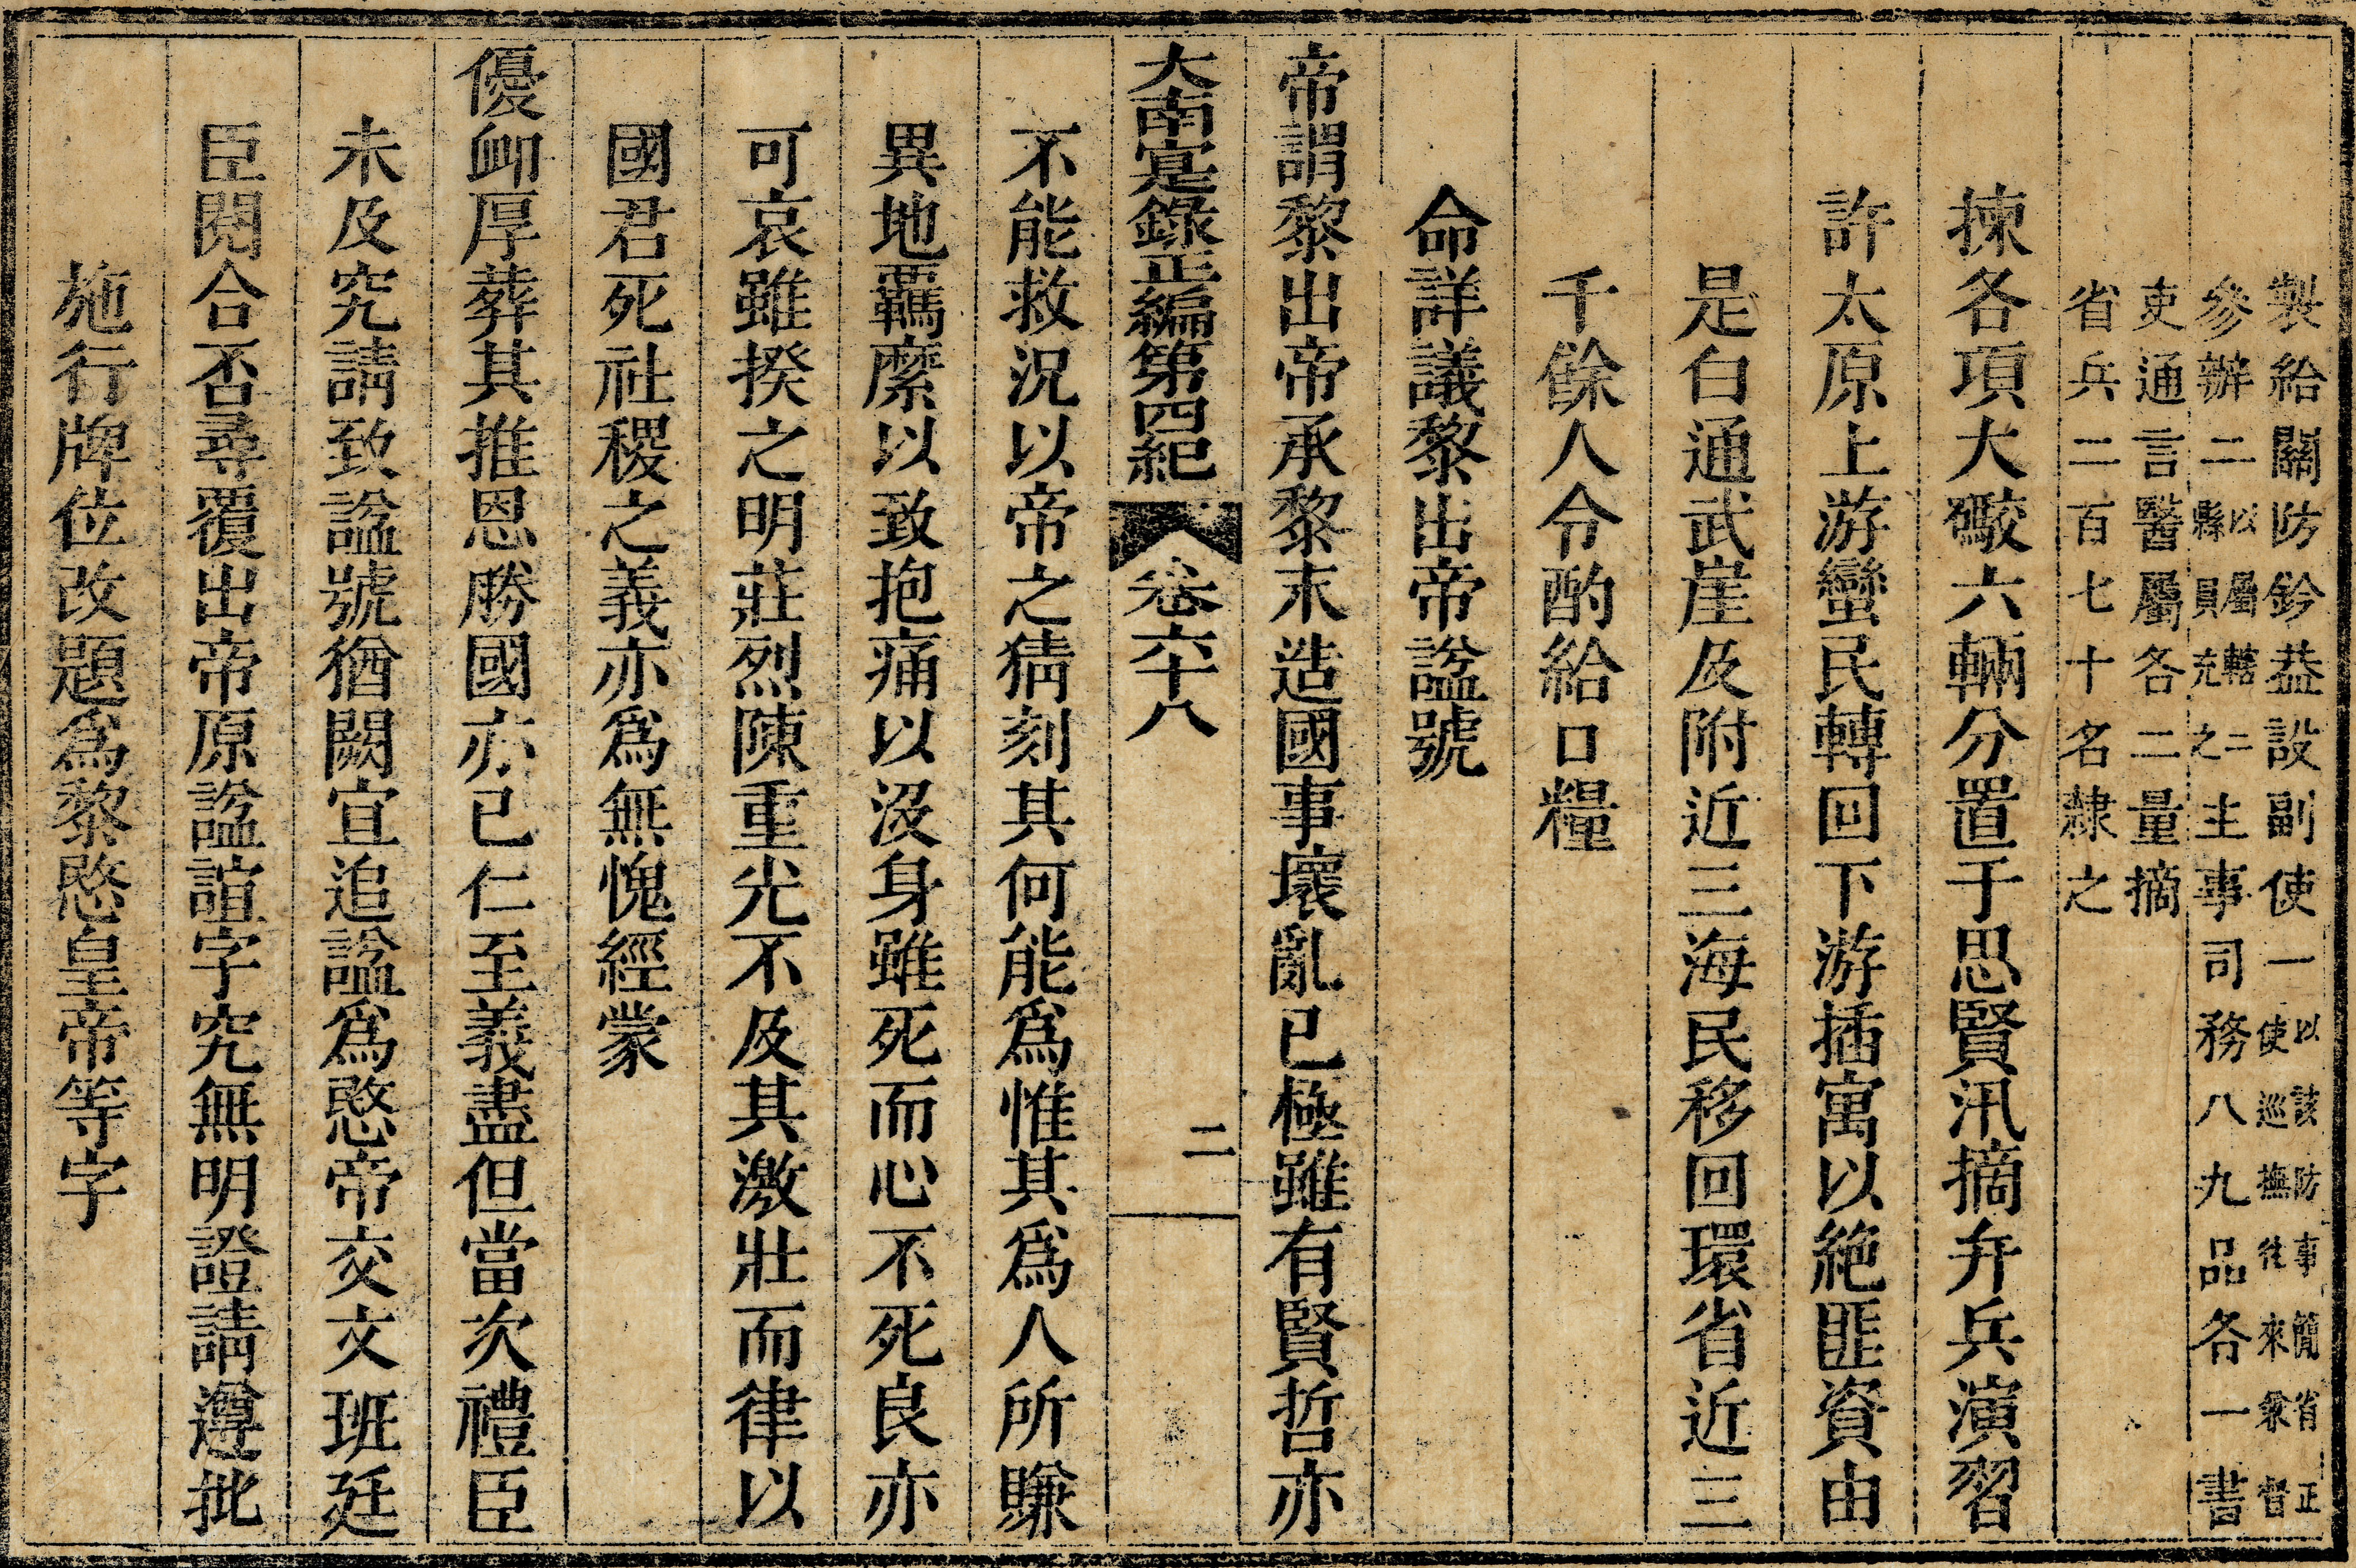 製給關防鈐葢設副使一以該防事簡省正使巡撫往來兼督
參辦二以屬轄二縣員充之主事司務八九品各一書
吏通言醫屬各二量摘
省兵二百七十名隸之
揀各項大礮六輛分置于思賢汛摘弁兵演習
許太原上游蠻民轉回下游插寓以絶匪資由
是白通武崖及附近三海民移回環省近三
千餘人令酌給口糧
命詳議黎出帝諡號
帝謂黎出帝承黎末造國事壞亂已極雖有賢哲亦
大南寔錄正編第四紀 卷六十八 二
不能救況以帝之猜刻其何能爲惟其爲人所賺
異地羈縻以致抱痛以沒身雖死而心不死良亦
可哀雖揆之明莊烈陳重光不及其激壯而律以
國君死社稷之義亦爲無愧經蒙
優卹厚葬其推恩勝國亦已仁至義盡但當次禮臣
未及究請致諡號猶闕宜追諡爲愍帝交文班廷
臣閱合否尋覆出帝原諡誼字究無明證請遵批
施行牌位改題爲黎愍皇帝等字